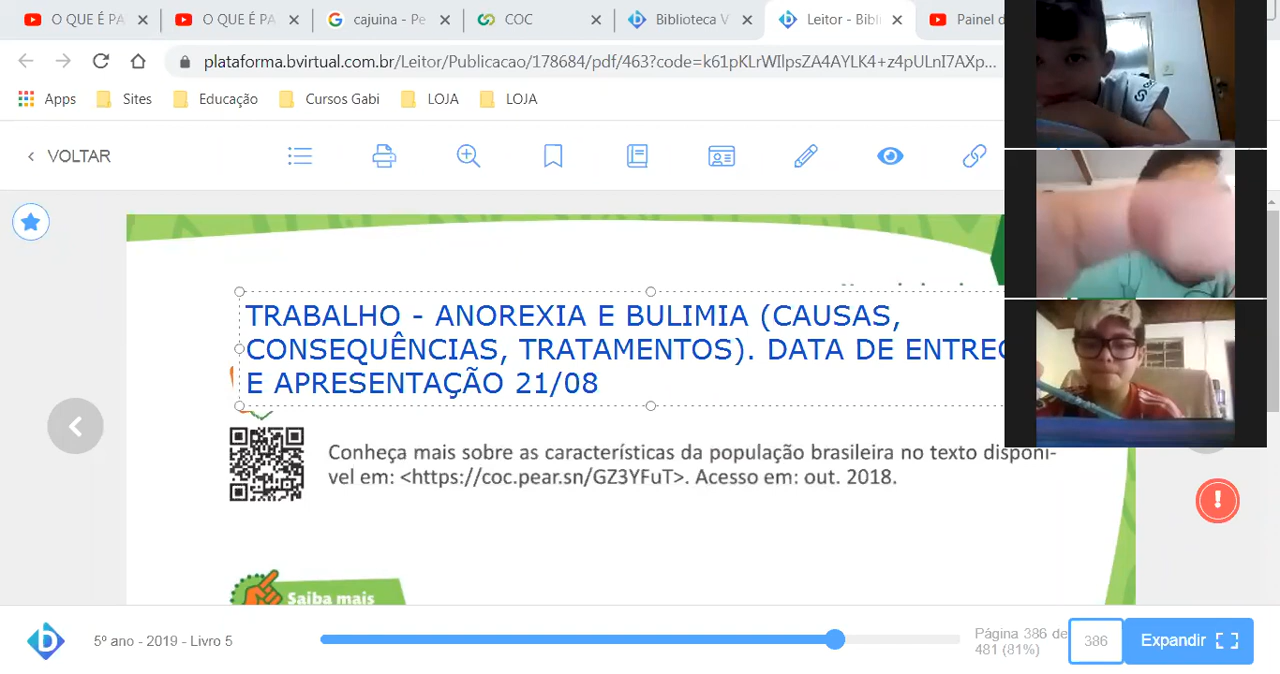 O QUE É PA
O QUE É PA
cajuina - Pe
COC
Biblioteca V
Leitor - Bibli
Painel d
plataforma.bvirtual.com.br/Leitor/Publicacao/178684/pdf/463?code=k61pKLrWIlpsZA4AYLK4+z4pULnI7AXp...
Apps
Sites
Educação
Cursos Gabi
LOJA
LOJA
VOLTAR
TRABALHO - ANOREXIA E BULIMIA (CAUSAS,
CONSEQUÊNCIAS, TRATAMENTOS). DATA DE ENTREG
E APRESENTAÇÃO 21/08
Conheça mais sobre as características da população brasileira no texto disponí-
vel em: <https://coc.pear.sn/GZ3YFuT>. Acesso em: out. 2018.
Saiba mais
5º ano - 2019 - Livro 5
Página 386 de
481 (81%)
386
Expandir